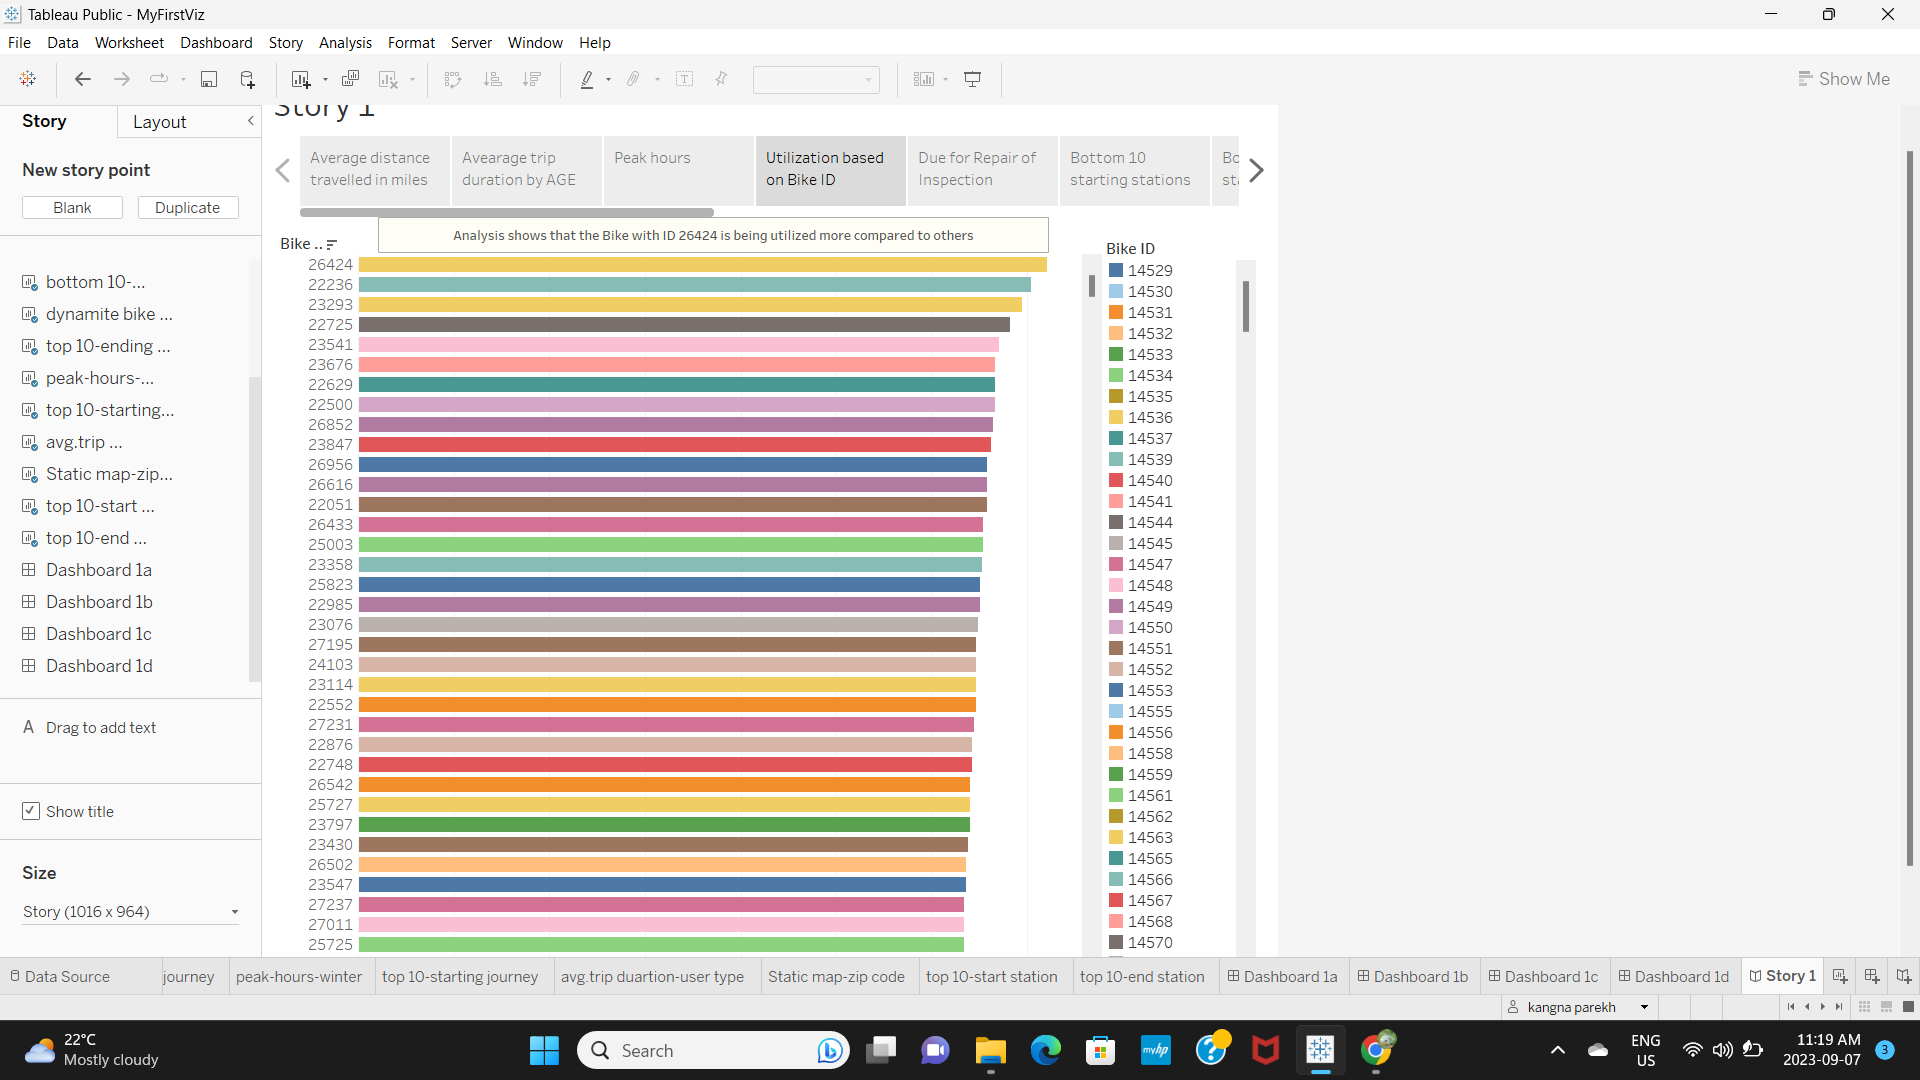 Tableau Public - MyFirstViz
File Data Worksheet Dashboard Story Analysis Format Server Window Help
Show Me
Story Layout
Story 1
New story point
Blank Duplicate
Average distance travelled in miles
Avearage trip duration by AGE
Peak hours
Utilization based on Bike ID
Due for Repair of Inspection
Bottom 10 starting stations
Analysis shows that the Bike with ID 26424 is being utilized more compared to others
bottom 10-...
dynamite bike ...
top 10-ending ...
peak-hours-...
top 10-starting...
avg.trip ...
Static map-zip...
top 10-start ...
top 10-end ...
Dashboard 1a
Dashboard 1b
Dashboard 1c
Dashboard 1d
A Drag to add text
Show title
Size
Story (1016 x 964)
Bike ..
26424
22236
23293
22725
23541
23676
22629
22500
26852
23847
26956
26616
22051
26433
25003
23358
25823
22985
23076
27195
24103
23114
22552
27231
22876
22748
26542
25727
23797
23430
26502
23547
27237
27011
25725
Bike ID
14529
14530
14531
14532
14533
14534
14535
14536
14537
14539
14540
14541
14544
14545
14547
14548
14549
14550
14551
14552
14553
14555
14556
14558
14559
14561
14562
14563
14565
14566
14567
14568
14570
Data Source journey peak-hours-winter top 10-starting journey avg.trip duartion-user type Static map-zip code top 10-start station top 10-end station Dashboard 1a Dashboard 1b Dashboard 1c Dashboard 1d Story 1
kangna parekh
22°C
Mostly cloudy
Search
myhp
ENG
US
11:19 AM
2023-09-07
3